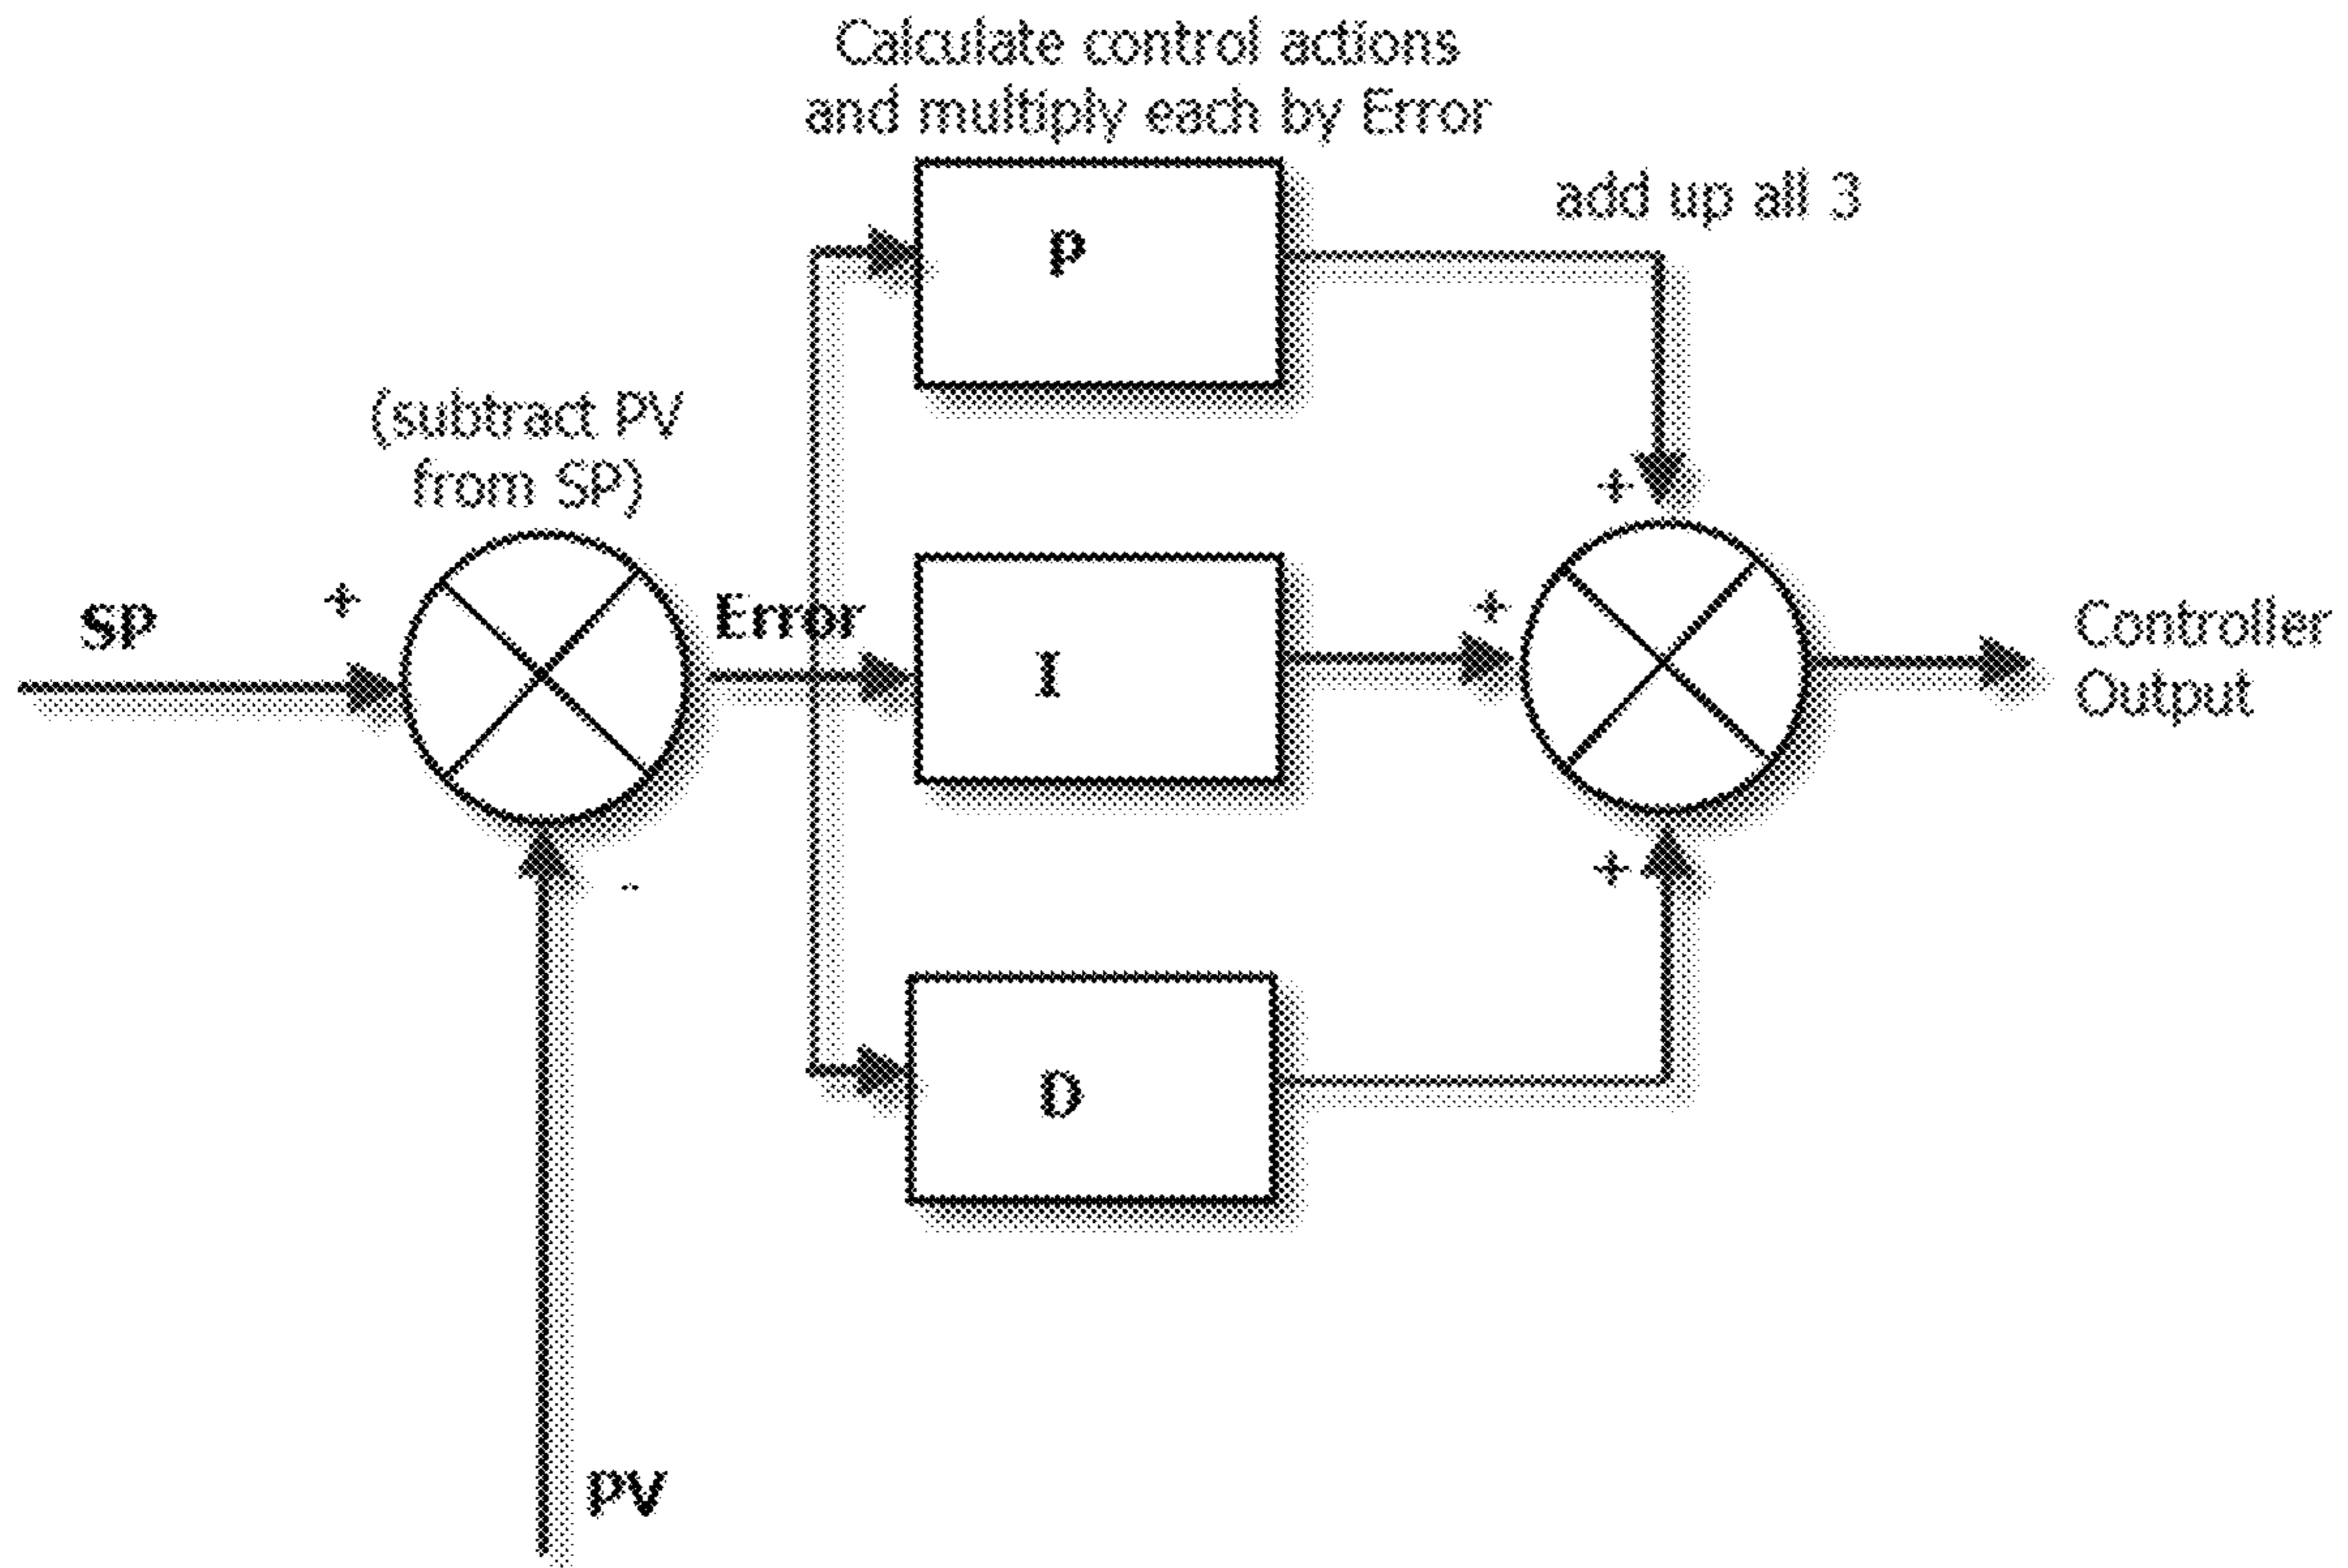 Calculate control actions
and multiply each by Error
P
add up all 3
(subtract PV
from SP)
SP
+
Error
I
+
+
Controller
Output
-
+
D
PV